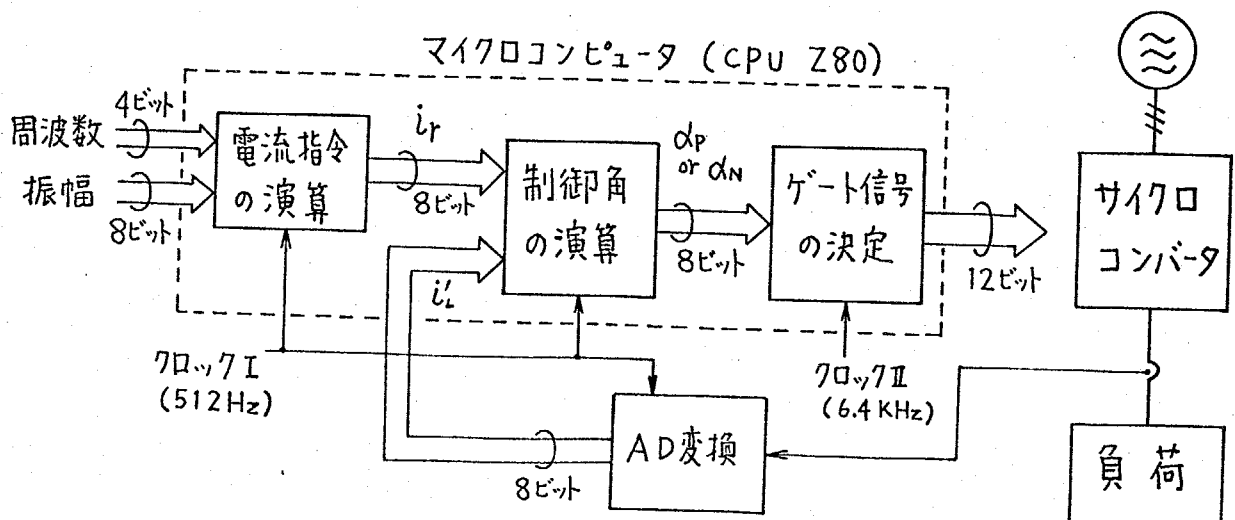 マイクロコンピュータ (CPU Z80)
周波数
4ビット
振幅
8ビット
電流指令
の演算
ir
8ビット
制御角
の演算
αP
or αN
8ビット
ゲート信号
の決定
12ビット
サイクロ
コンバータ
iL
クロックI
(512Hz)
クロックII
(6.4KHz)
AD変換
8ビット
負荷